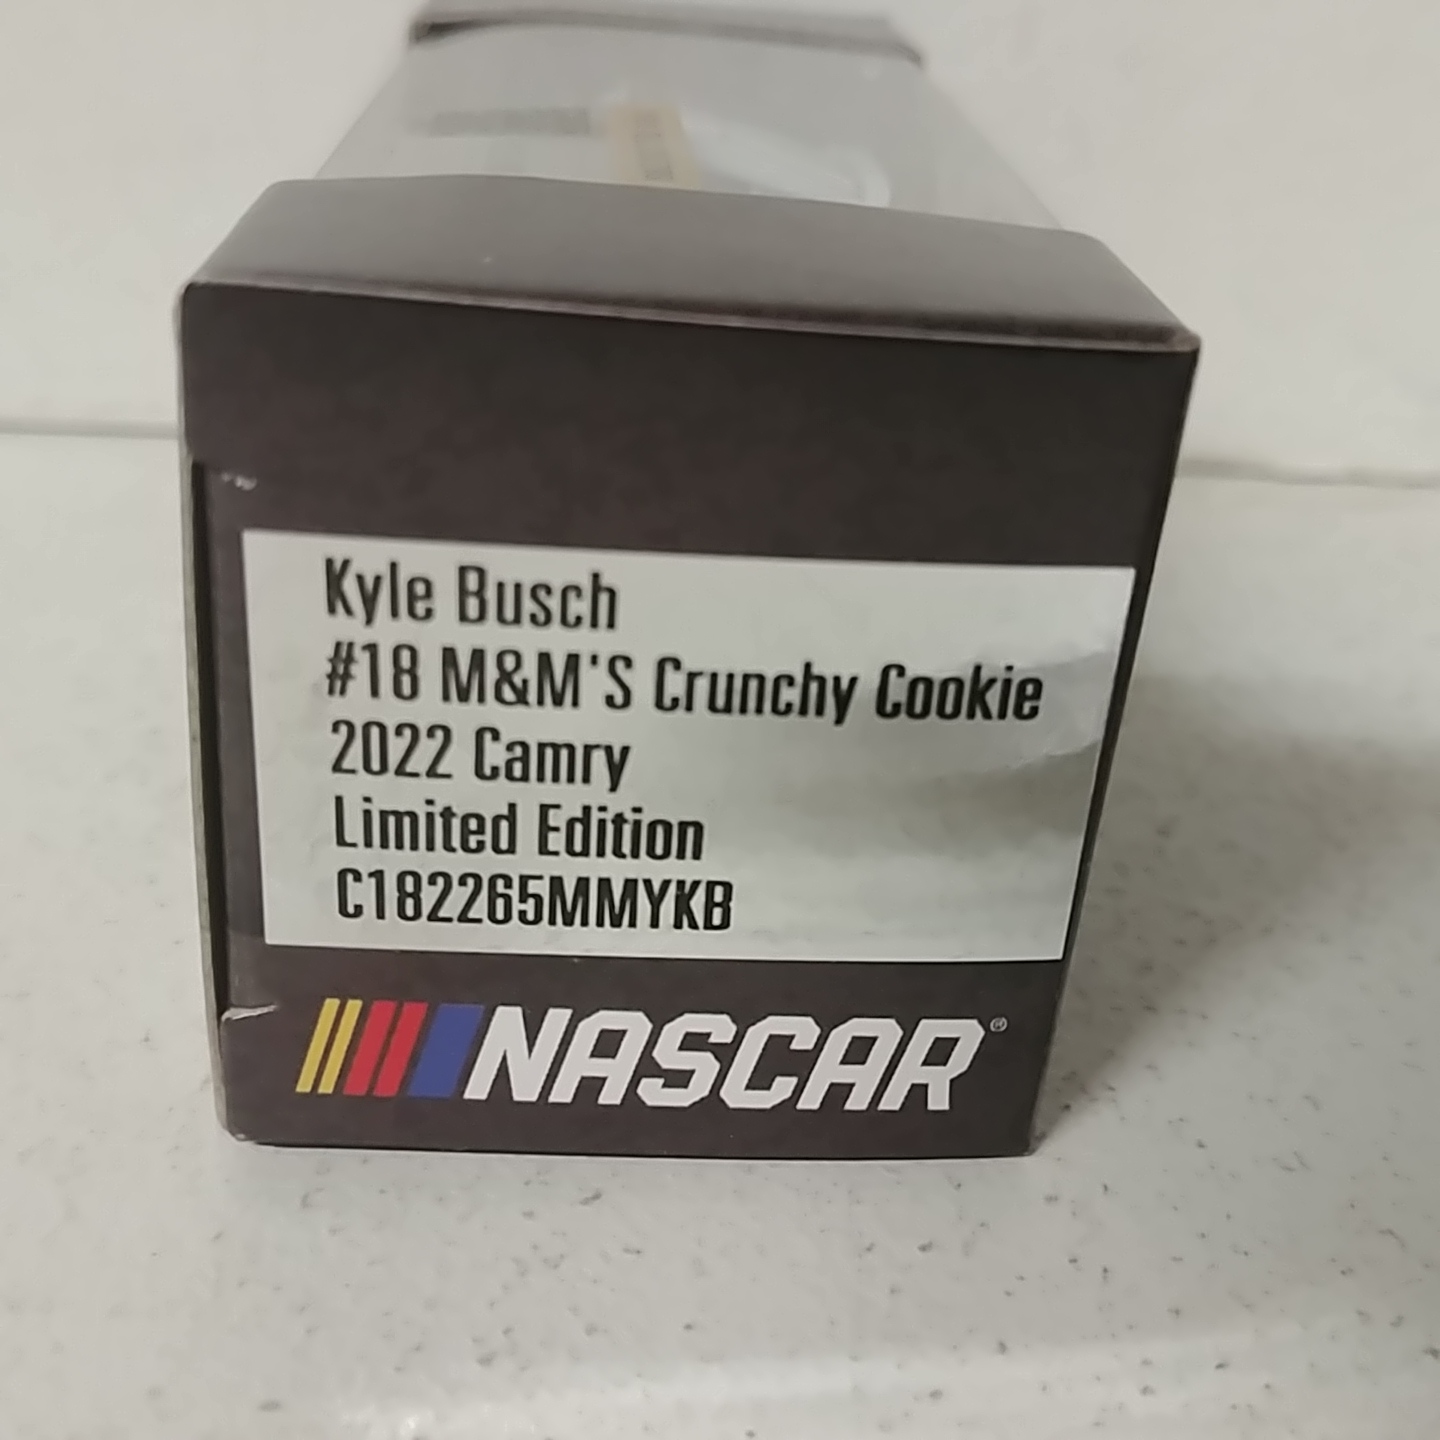 Kyle Busch
#18 M&M'S Crunchy Cookie
2022 Camry
Limited Edition
C182265MMYKB
NASCAR®